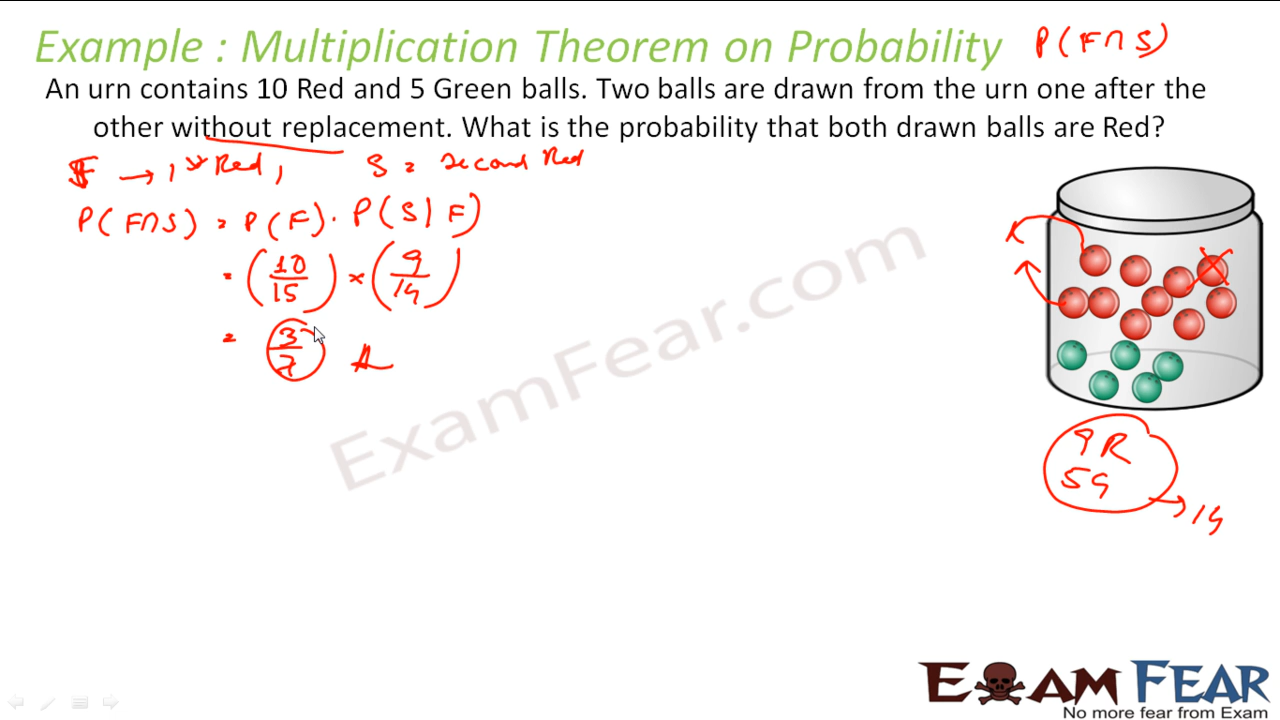 Example : Multiplication Theorem on Probability P(F∩S)
An urn contains 10 Red and 5 Green balls. Two balls are drawn from the urn one after the
other without replacement. What is the probability that both drawn balls are Red?
F → 1st Red, S = Second Red
P(F∩S) = P(F) . P(S|F)
= (10/15) × (9/14)
= 3/7
ExamFear.com
9R
5G
→ 14
EXAM FEAR
No more fear from Exam